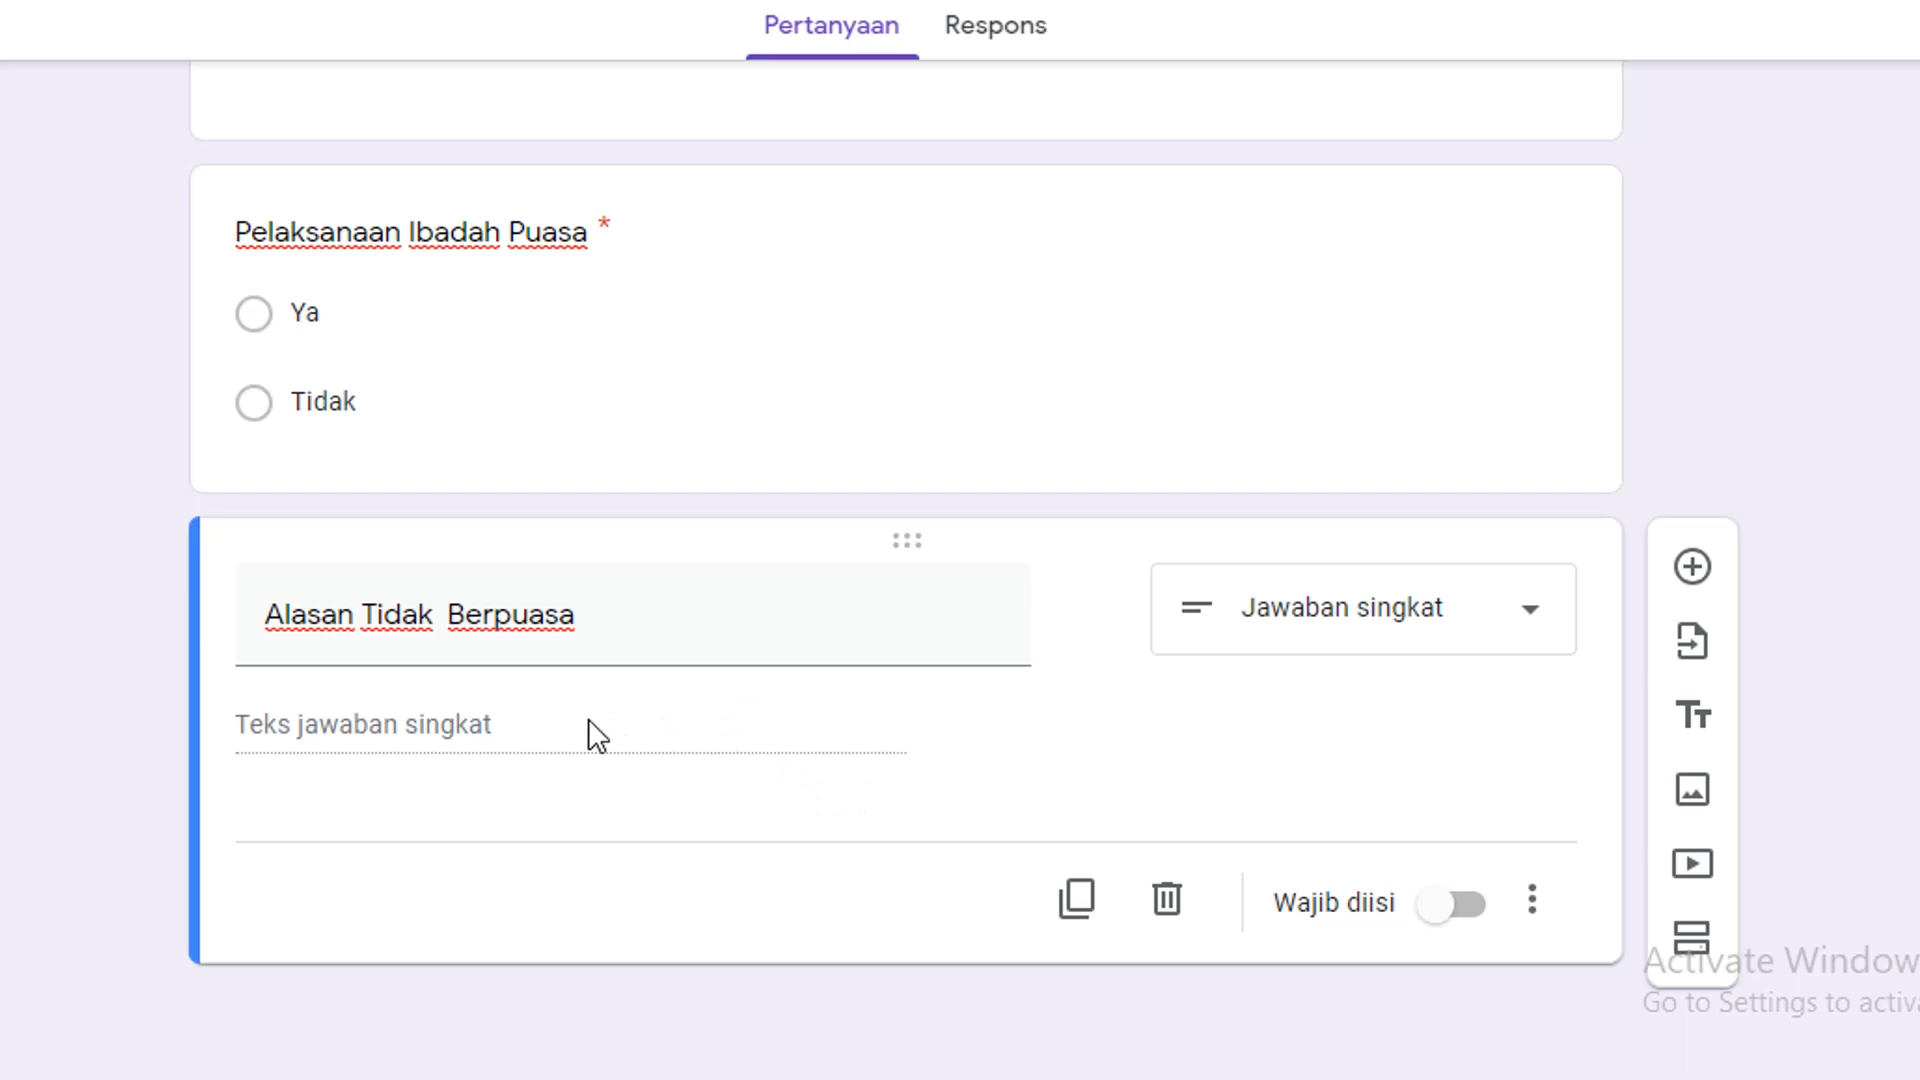 Pertanyaan Respons
Pelaksanaan Ibadah Puasa *
Ya
Tidak
Alasan Tidak  Berpuasa
Jawaban singkat
Teks jawaban singkat
Wajib diisi
Activate Window
Go to Settings to activa